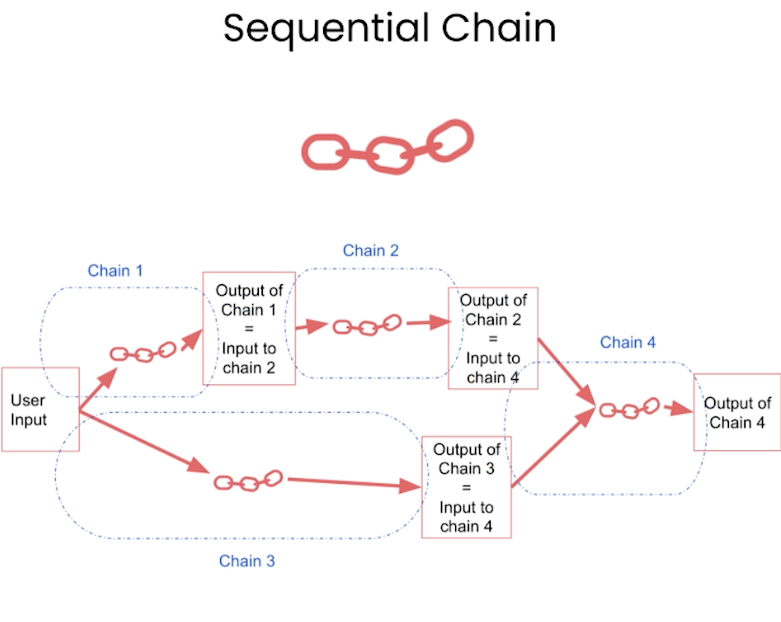 Sequential Chain
Chain 1
Chain 2
Output of
Chain 1
=
Input to
chain 2
Output of
Chain 2
=
Input to
chain 4
Chain 4
User
Input
Output of
Chain 4
Output of
Chain 3
=
Input to
chain 4
Chain 3